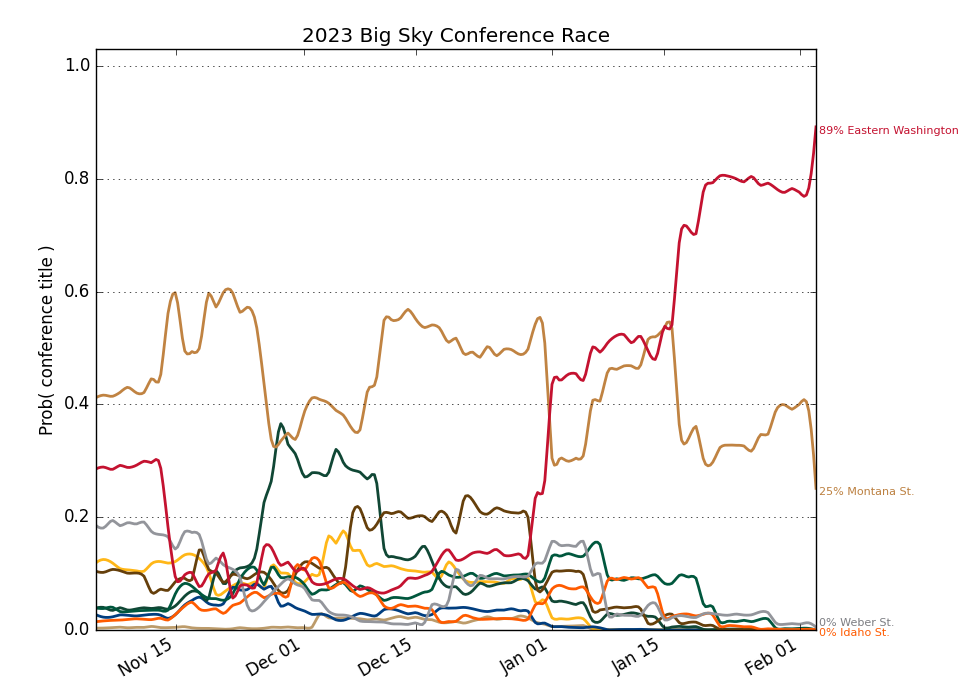 2023 Big Sky Conference Race
Prob( conference title )
1.0
0.8
0.6
0.4
0.2
0.0
89% Eastern Washington
25% Montana St.
0% Weber St.
0% Idaho St.
Nov 15
Dec 01
Dec 15
Jan 01
Jan 15
Feb 01